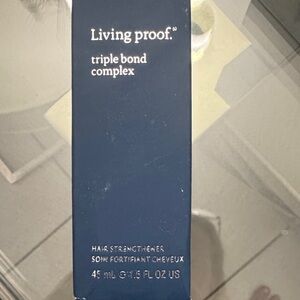 Living proof.®
triple bond
complex
HAIR STRENGTHENER
SOIN FORTIFIANT CHEVEUX
45 mL ℮ 1.5 FL OZ US